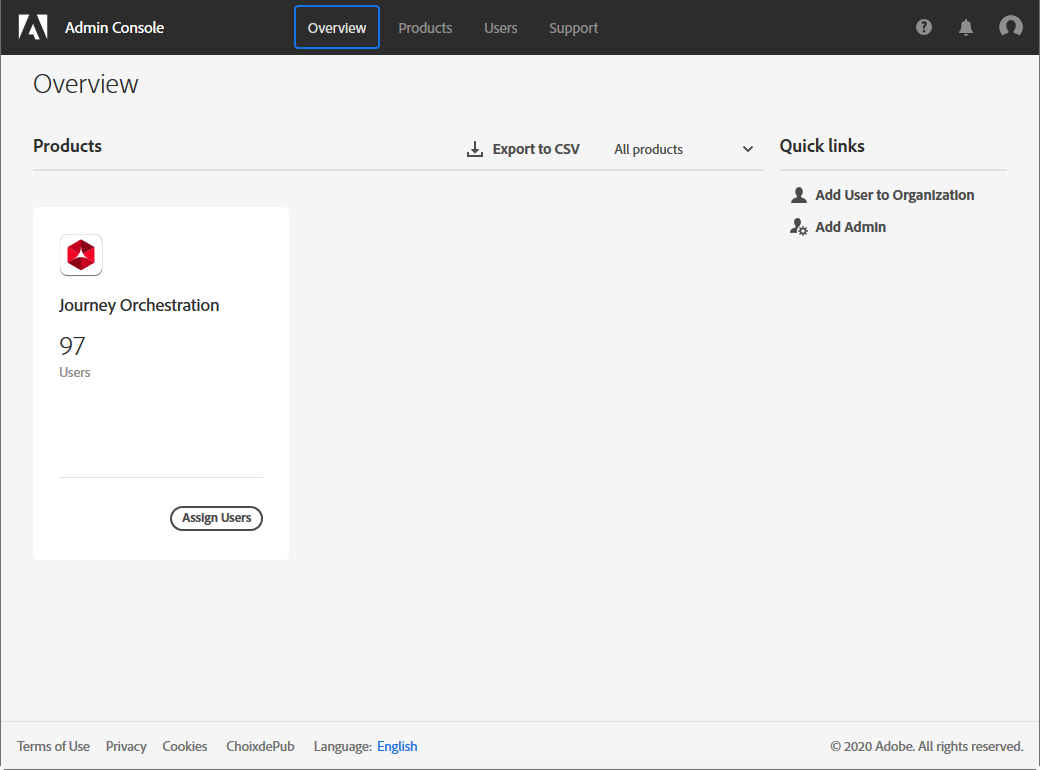 Admin Console
Overview Products Users Support
Overview
Products
Export to CSV All products
Quick links
Add User to Organization
Add Admin
Journey Orchestration
97
Users
Assign Users
Terms of Use Privacy Cookies ChoixdePub Language: English © 2020 Adobe. All rights reserved.